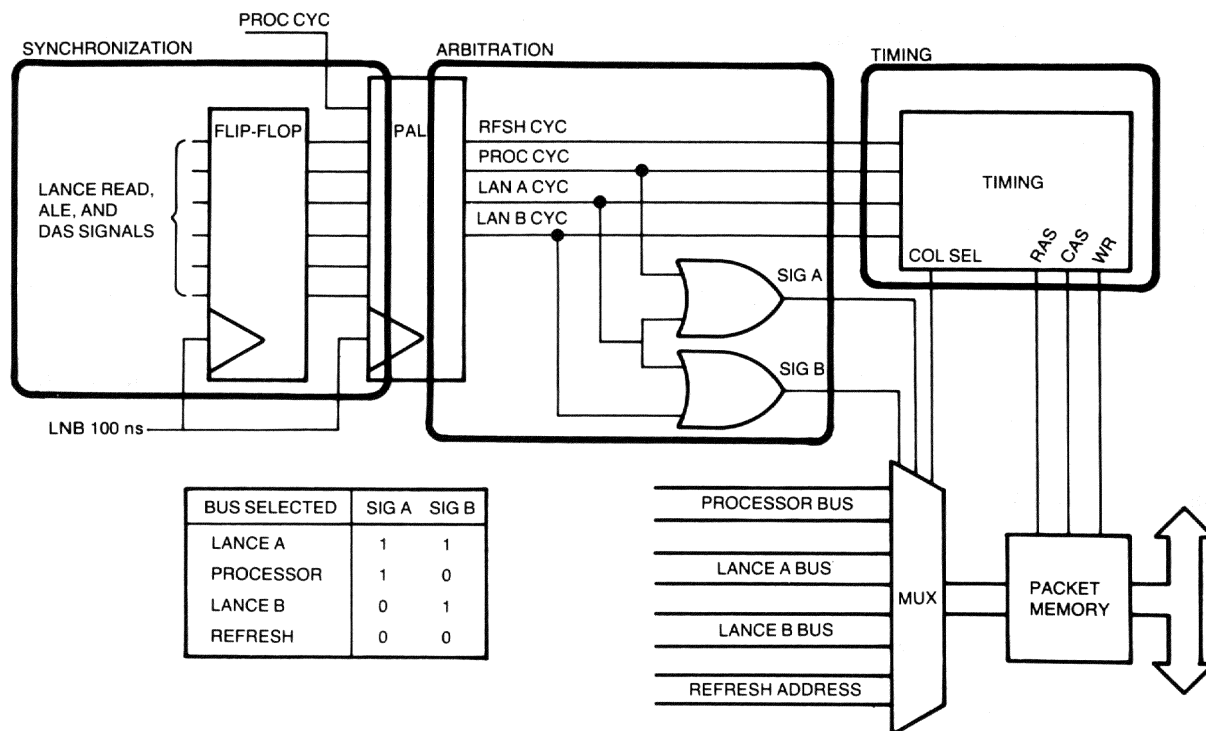 PROC CYC
SYNCHRONIZATION
ARBITRATION
TIMING
FLIP-FLOP
PAL
RFSH CYC
PROC CYC
LAN A CYC
LAN B CYC
LANCE READ,
ALE, AND
DAS SIGNALS
TIMING
COL SEL
RAS
CAS
WR
SIG A
SIG B
LNB 100 ns
BUS SELECTED SIG A SIG B
LANCE A 1 1
PROCESSOR 1 0
LANCE B 0 1
REFRESH 0 0
PROCESSOR BUS
LANCE A BUS
LANCE B BUS
REFRESH ADDRESS
MUX
PACKET
MEMORY